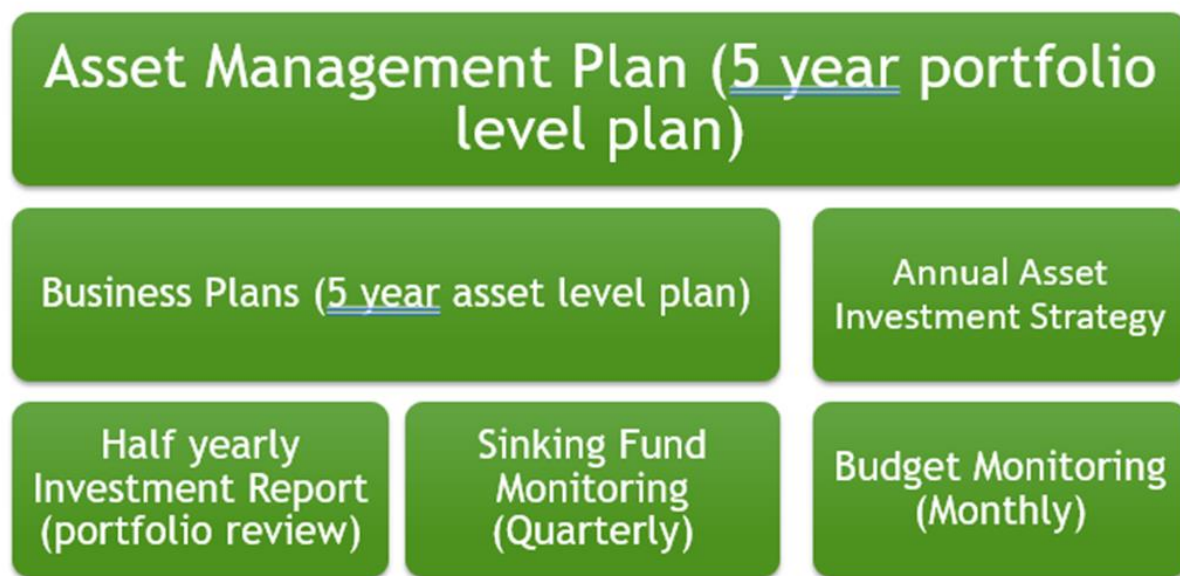 Asset Management Plan (5 year portfolio
level plan)
Business Plans (5 year asset level plan)
Annual Asset
Investment Strategy
Half yearly
Investment Report
(portfolio review)
Sinking Fund
Monitoring
(Quarterly)
Budget Monitoring
(Monthly)